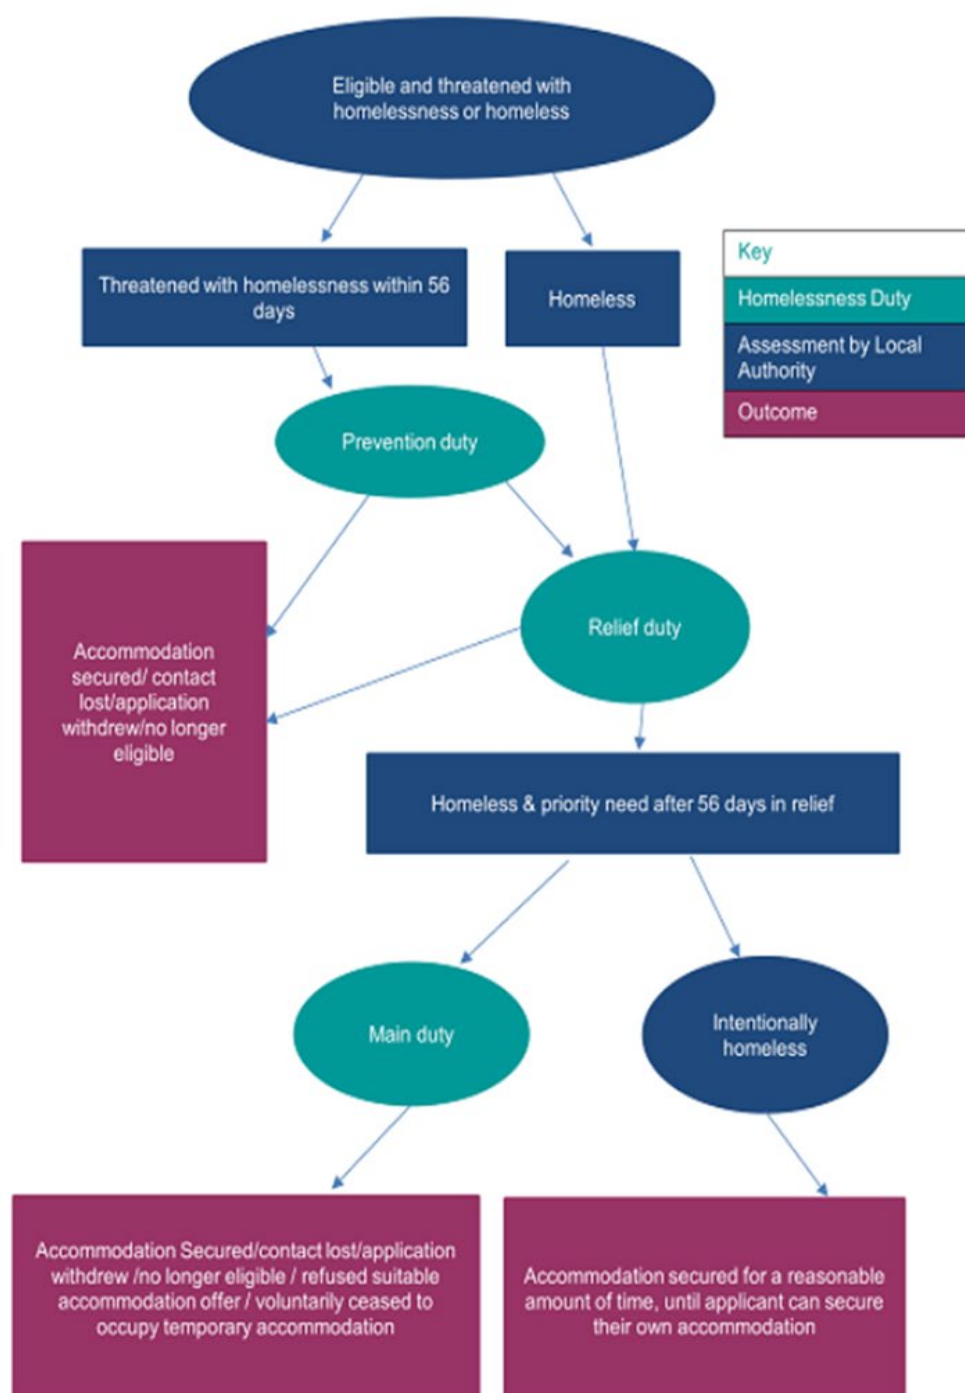 Eligible and threatened with
homelessness or homeless
Threatened with homelessness within 56
days
Homeless
Key
Homelessness Duty
Assessment by Local
Authority
Outcome
Prevention duty
Relief duty
Accommodation
secured/ contact
lost/application
withdrew/no longer
eligible
Homeless & priority need after 56 days in relief
Main duty
Intentionally
homeless
Accommodation Secured/contact lost/application
withdrew /no longer eligible / refused suitable
accommodation offer / voluntarily ceased to
occupy temporary accommodation
Accommodation secured for a reasonable
amount of time, until applicant can secure
their own accommodation